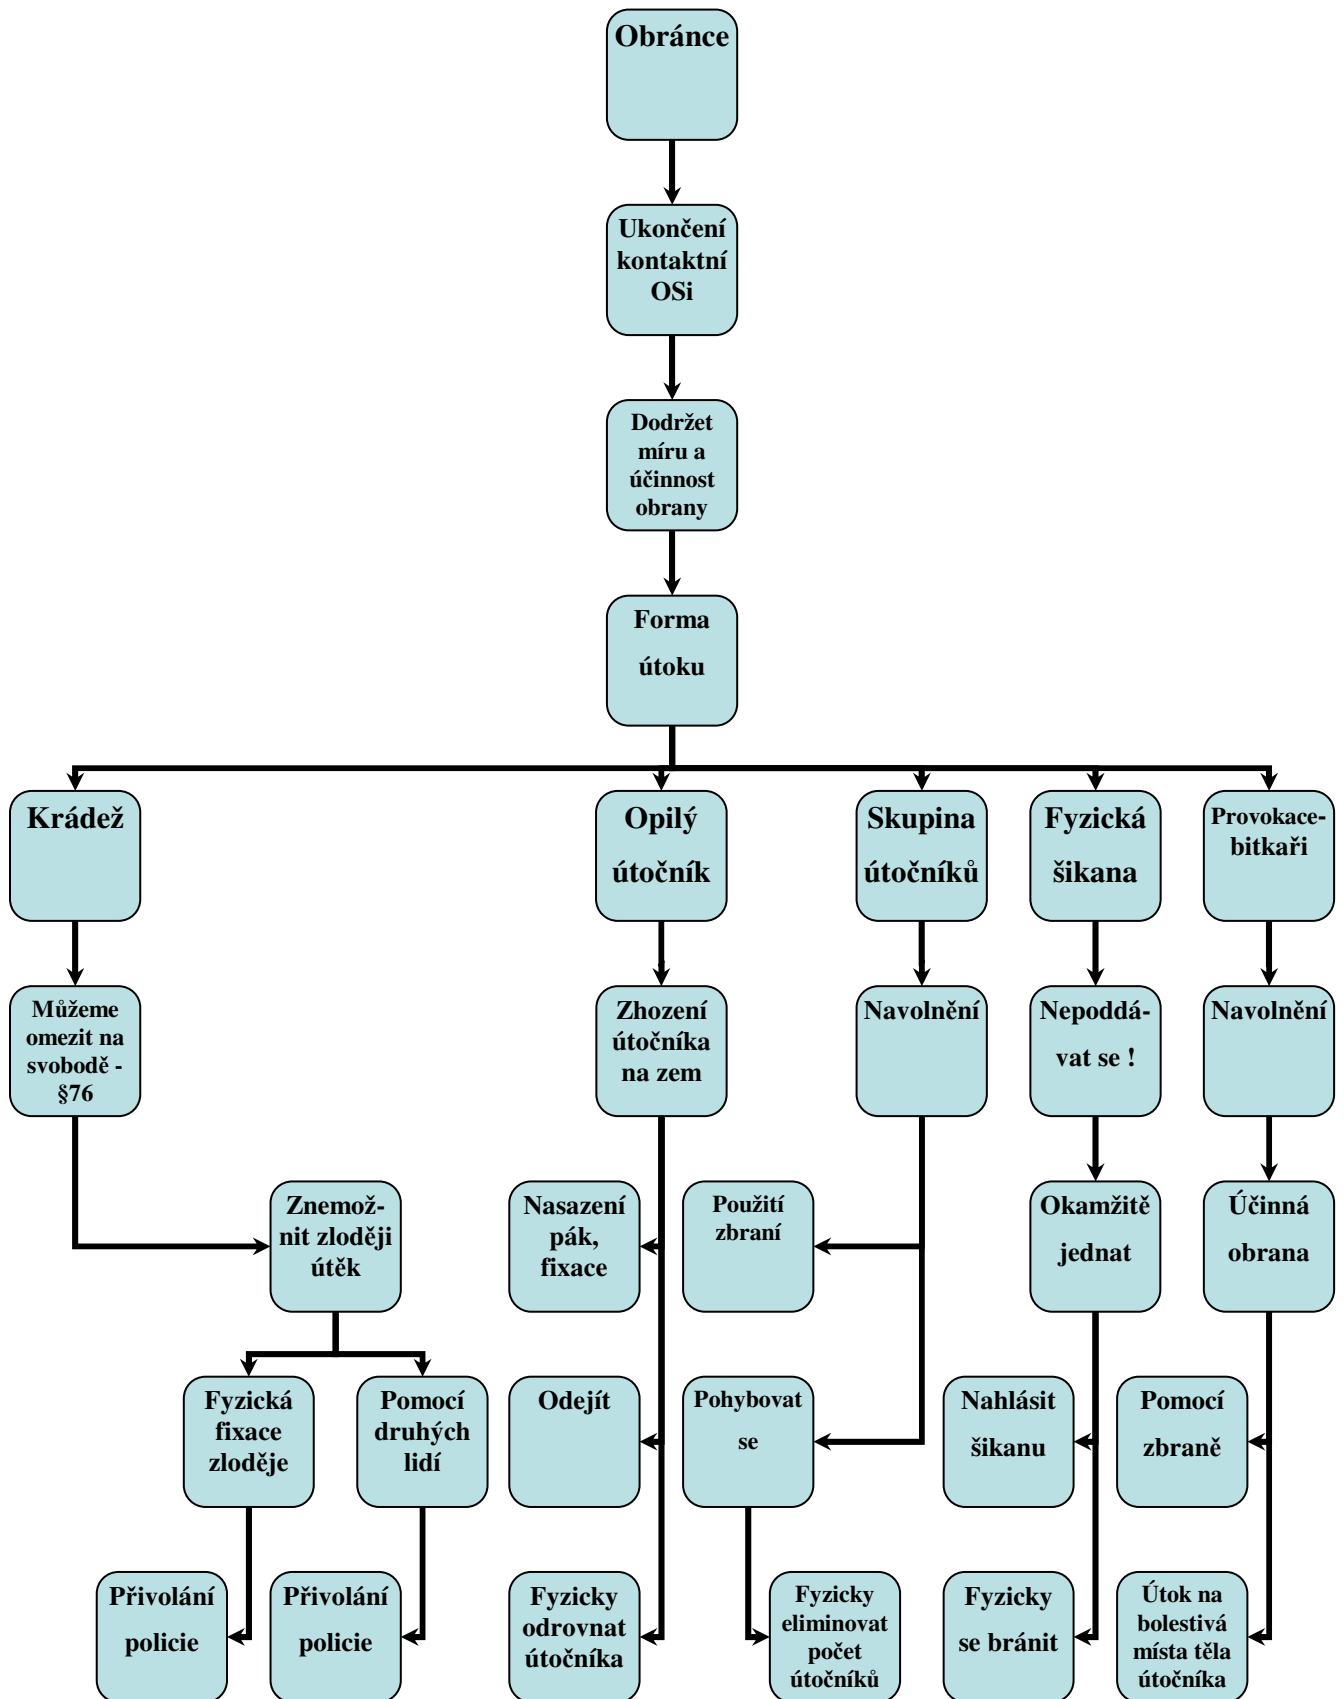 Obránce
Ukončení
kontaktní
OSi
Dodržet
míru a
účinnost
obrany
Forma
útoku
Krádež
Opilý
útočník
Skupina
útočníků
Fyzická
šikana
Provokace-
bitkaři
Můžeme
omezit na
svobodě -
§76
Zhození
útočníka
na zem
Navolnění
Nepoddá-
vat se !
Navolnění
Znemož-
nit zloději
útěk
Nasazení
pák,
fixace
Použití
zbraní
Okamžitě
jednat
Účinná
obrana
Fyzická
fixace
zloděje
Pomocí
druhých
lidí
Odejít
Pohybovat
se
Nahlásit
šikanu
Pomocí
zbraně
Přivolání
policie
Přivolání
policie
Fyzicky
odrovnat
útočníka
Fyzicky
eliminovat
počet
útočníků
Fyzicky
se bránit
Útok na
bolestivá
místa těla
útočníka